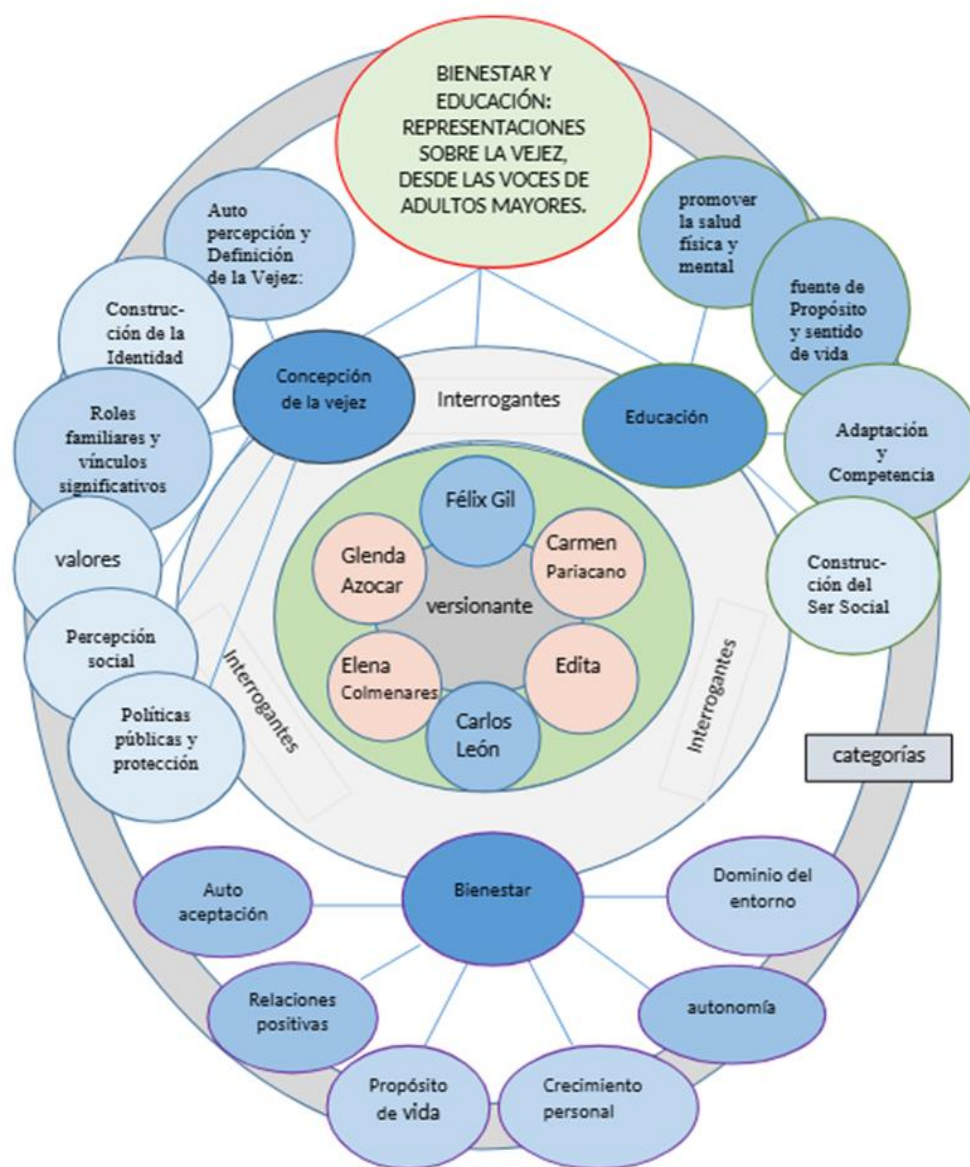 BIENESTAR Y
EDUCACIÓN:
REPRESENTACIONES
SOBRE LA VEJEZ,
DESDE LAS VOCES DE
ADULTOS MAYORES.
Auto
percepción y
Definición
de la Vejez:
Construc-
ción de la
Identidad
Roles
familiares y
vínculos
significativos
valores
Percepción
social
Políticas
públicas y
protección
Concepción
de la vejez
Interrogantes
Educación
promover
la salud
física y
mental
fuente de
Propósito
y sentido
de vida
Adaptación
y
Competencia
Construc-
ción del
Ser Social
Félix Gil
Glenda
Azocar
Carmen
Pariacano
versionante
Elena
Colmenares
Edita
Carlos
León
Interrogantes
Interrogantes
categorías
Bienestar
Auto
aceptación
Relaciones
positivas
Propósito
de vida
Crecimiento
personal
autonomía
Dominio del
entorno